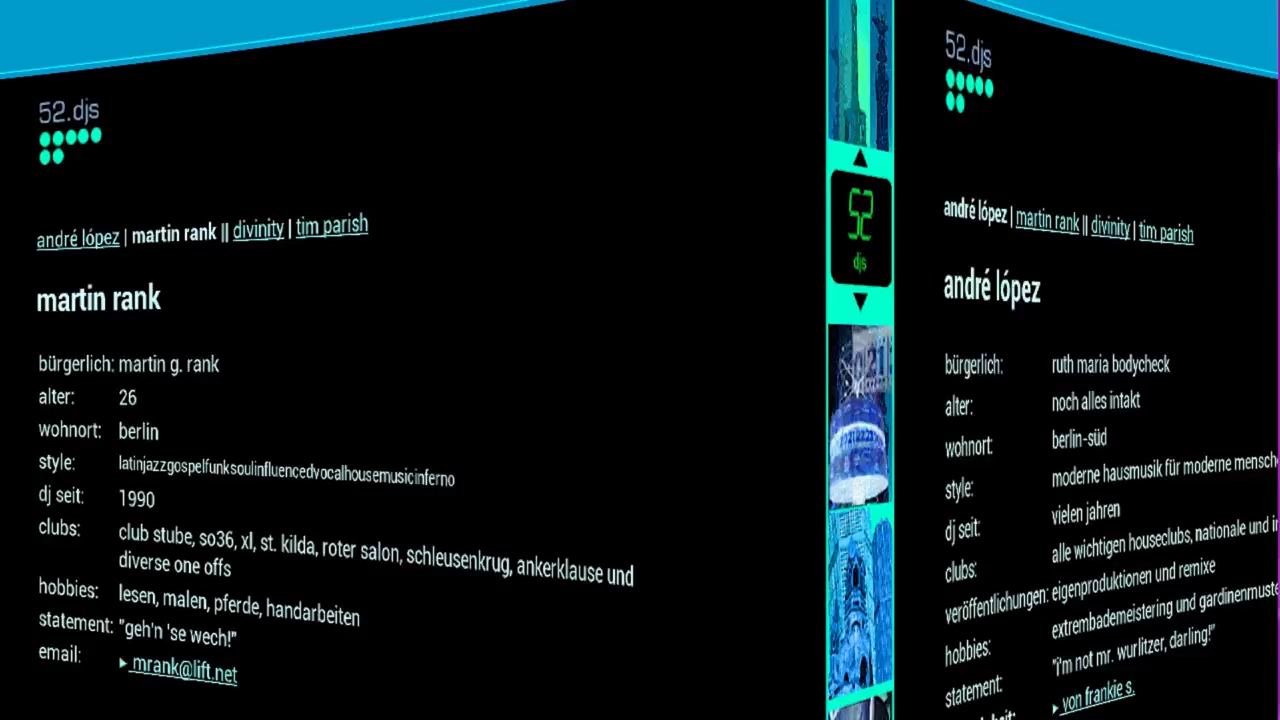 52.djs
andré lópez | martin rank || divinity | tim parish
martin rank
bürgerlich: martin g. rank
alter: 26
wohnort: berlin
style: latinjazzgospelfunksoulinfluencedvocalhousemusicinferno
dj seit: 1990
clubs: club stube, so36, xl, st. kilda, roter salon, schleusenkrug, ankerklause und
diverse one offs
hobbies: lesen, malen, pferde, handarbeiten
statement: "geh'n 'se wech!"
email: mrank@lift.net
52
djs
52.djs
andré lópez | martin rank || divinity | tim parish
andré lópez
bürgerlich: ruth maria bodycheck
alter: noch alles intakt
wohnort: berlin-süd
style: moderne hausmusik für moderne
dj seit: vielen jahren
clubs: alle wichtigen houseclubs, nationale und
veröffentlichungen: eigenproduktionen und remixe
hobbies: extrembademeistering und
statement: "i'm not mr. wurlitzer, darling!"
von frankie s.